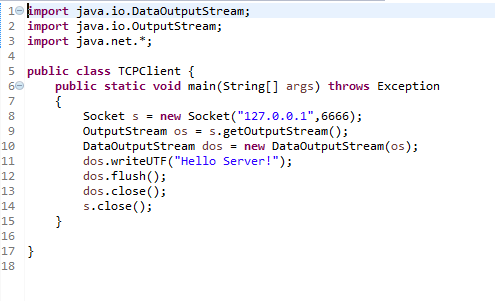 1 import java.io.DataOutputStream;
2 import java.io.OutputStream;
3 import java.net.*;
4
5 public class TCPClient {
6     public static void main(String[] args) throws Exception
7     {
8         Socket s = new Socket("127.0.0.1",6666);
9         OutputStream os = s.getOutputStream();
10         DataOutputStream dos = new DataOutputStream(os);
11         dos.writeUTF("Hello Server!");
12         dos.flush();
13         dos.close();
14         s.close();
15     }
16
17 }
18